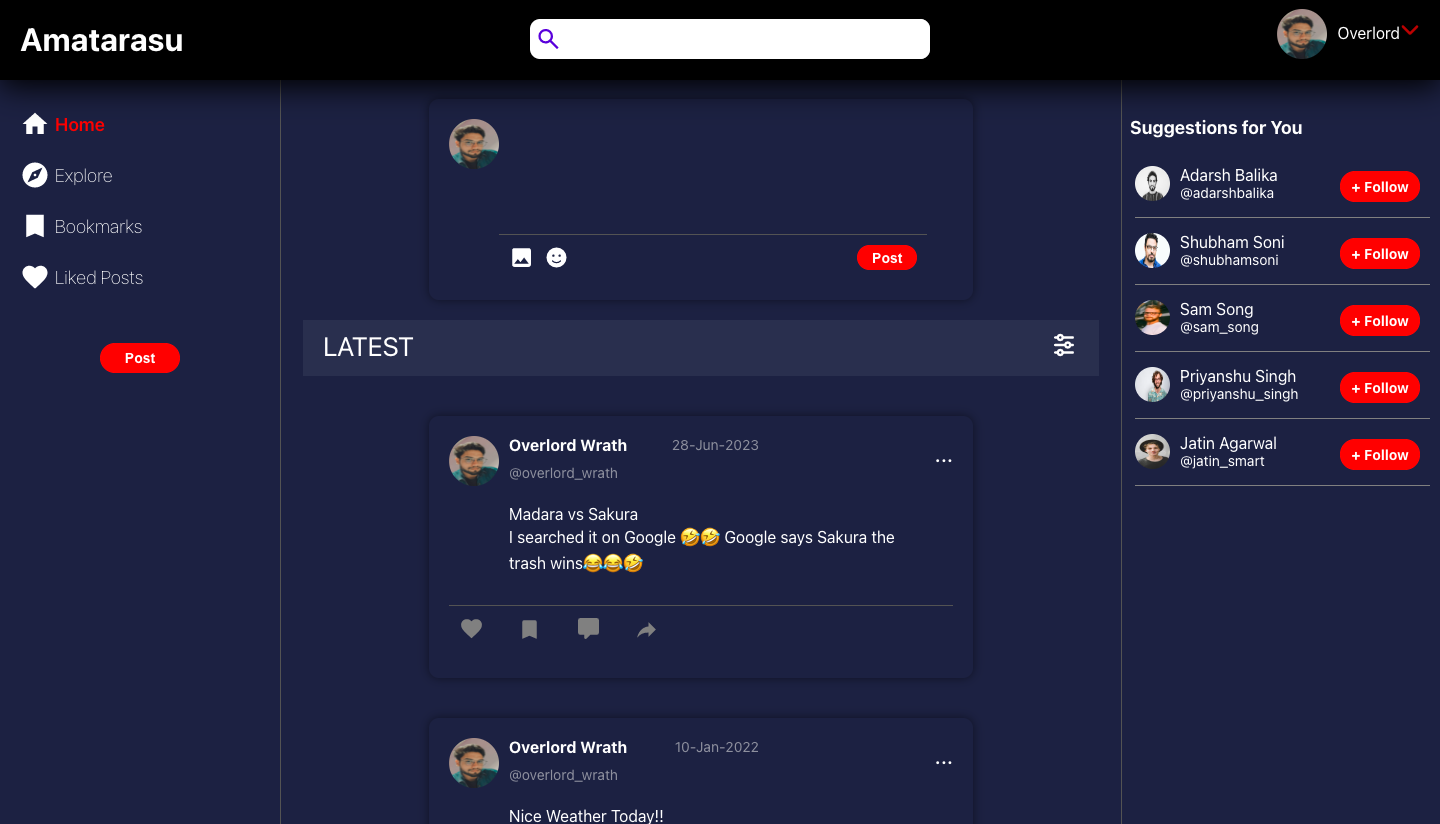 Amatarasu
Overlord
Home
Explore
Bookmarks
Liked Posts
Post
Post
LATEST
Overlord Wrath 28-Jun-2023
@overlord_wrath
Madara vs Sakura
I searched it on Google 🤣🤣 Google says Sakura the
trash wins😂😂🤣
Overlord Wrath 10-Jan-2022
@overlord_wrath
Nice Weather Today!!
Suggestions for You
Adarsh Balika
@adarshbalika
+ Follow
Shubham Soni
@shubhamsoni
+ Follow
Sam Song
@sam_song
+ Follow
Priyanshu Singh
@priyanshu_singh
+ Follow
Jatin Agarwal
@jatin_smart
+ Follow